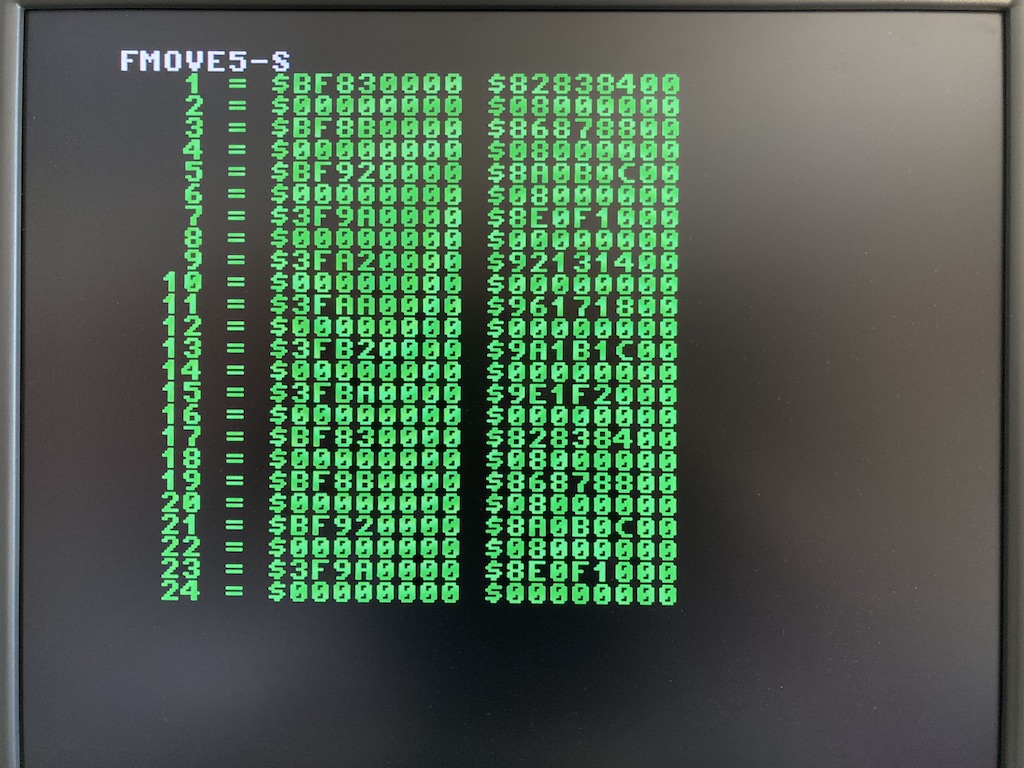 FMOVE5-S
1 = $BF830000 $82838400
2 = $00000000 $08000000
3 = $BF8B0000 $86878800
4 = $00000000 $08000000
5 = $BF920000 $8A0B0C00
6 = $00000000 $08000000
7 = $3F9A0000 $8E0F1000
8 = $00000000 $00000000
9 = $3FA20000 $92131400
10 = $00000000 $00000000
11 = $3FAA0000 $96171800
12 = $00000000 $00000000
13 = $3FB20000 $9A1B1C00
14 = $00000000 $00000000
15 = $3FBA0000 $9E1F2000
16 = $00000000 $00000000
17 = $BF830000 $82838400
18 = $00000000 $08000000
19 = $BF8B0000 $86878800
20 = $00000000 $08000000
21 = $BF920000 $8A0B0C00
22 = $00000000 $08000000
23 = $3F9A0000 $8E0F1000
24 = $00000000 $00000000